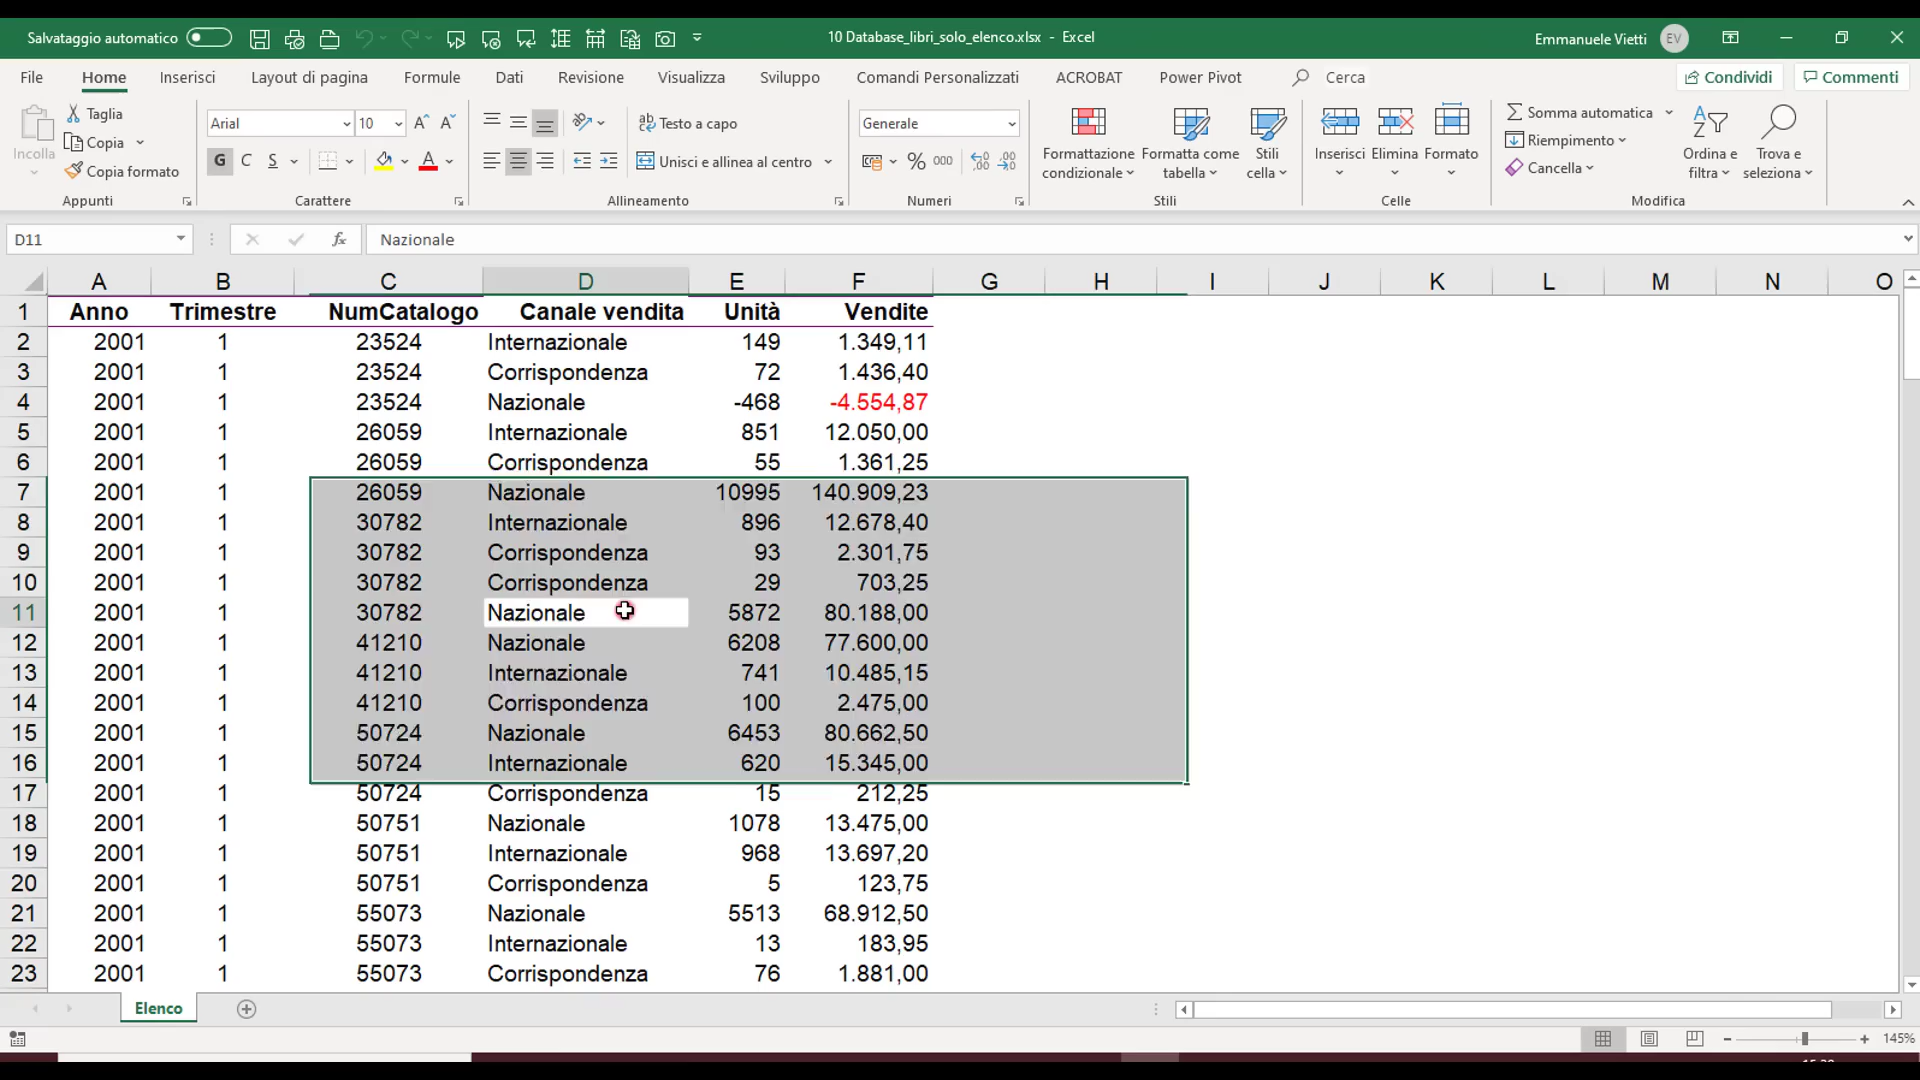 Salvataggio automatico
10 Database_libri_solo_elenco.xlsx - Excel
Emmanuele Vietti EV
File Home Inserisci Layout di pagina Formule Dati Revisione Visualizza Sviluppo Comandi Personalizzati ACROBAT Power Pivot Cerca Condividi Commenti
Incolla
Taglia
Copia
Copia formato
Appunti
Arial 10
G C S
Carattere
Testo a capo
Unisci e allinea al centro
Allineamento
Generale
% 000
Numeri
Formattazione condizionale
Formatta come tabella
Stili cella
Stili
Inserisci Elimina Formato
Celle
Somma automatica
Riempimento
Cancella
Ordina e filtra
Trova e seleziona
Modifica
D11 fx Nazionale
A B C D E F G H I J K L M N O
1 Anno Trimestre NumCatalogo Canale vendita Unità Vendite
2 2001 1 23524 Internazionale 149 1.349,11
3 2001 1 23524 Corrispondenza 72 1.436,40
4 2001 1 23524 Nazionale -468 -4.554,87
5 2001 1 26059 Internazionale 851 12.050,00
6 2001 1 26059 Corrispondenza 55 1.361,25
7 2001 1 26059 Nazionale 10995 140.909,23
8 2001 1 30782 Internazionale 896 12.678,40
9 2001 1 30782 Corrispondenza 93 2.301,75
10 2001 1 30782 Corrispondenza 29 703,25
11 2001 1 30782 Nazionale 5872 80.188,00
12 2001 1 41210 Nazionale 6208 77.600,00
13 2001 1 41210 Internazionale 741 10.485,15
14 2001 1 41210 Corrispondenza 100 2.475,00
15 2001 1 50724 Nazionale 6453 80.662,50
16 2001 1 50724 Internazionale 620 15.345,00
17 2001 1 50724 Corrispondenza 15 212,25
18 2001 1 50751 Nazionale 1078 13.475,00
19 2001 1 50751 Internazionale 968 13.697,20
20 2001 1 50751 Corrispondenza 5 123,75
21 2001 1 55073 Nazionale 5513 68.912,50
22 2001 1 55073 Internazionale 13 183,95
23 2001 1 55073 Corrispondenza 76 1.881,00
Elenco
145%